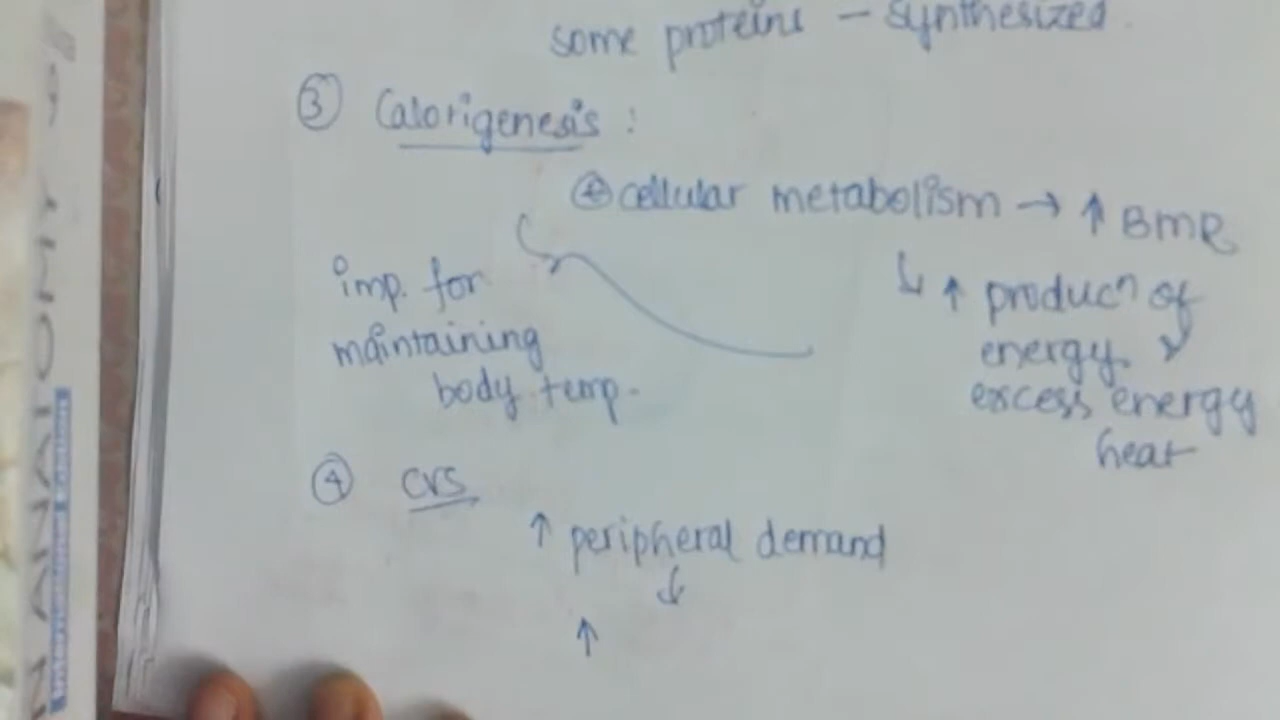 some proteins – synthesized.
③ Calorigenesis :
⊕ cellular metabolism → ↑ BMR
↳ ↑ producⁿ of
energy.
excess energy
heat
imp. for
maintaining
body temp.
④ CVS
↑ peripheral demand
↓
↑
N ANATOMY